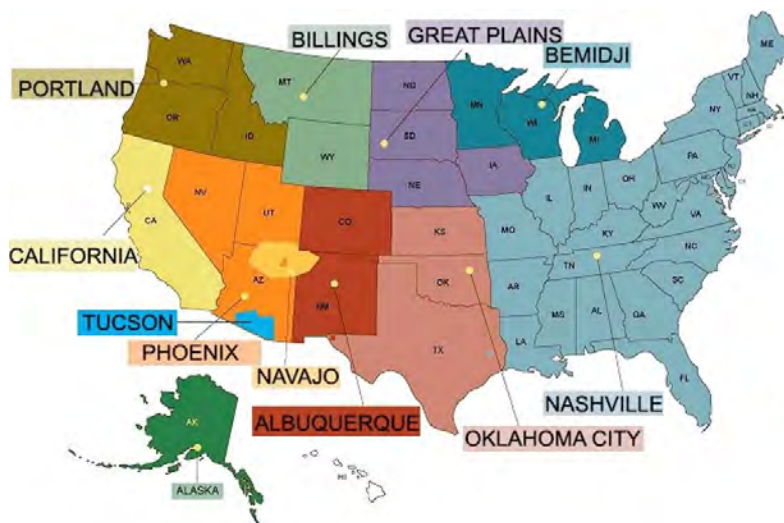 BILLINGS
GREAT PLAINS
BEMIDJI
PORTLAND
WA
MT
ND
MN
ME
VT
NH
OR
ID
SD
WI
MI
NY
WY
IA
PA
NE
NV
UT
CO
IL
IN
OH
WV
VA
CA
KS
MO
KY
CALIFORNIA
AZ
NM
OK
TN
NC
AR
SC
TUCSON
PHOENIX
NAVAJO
TX
MS
AL
GA
LA
FL
NASHVILLE
ALBUQUERQUE
OKLAHOMA CITY
AK
ALASKA